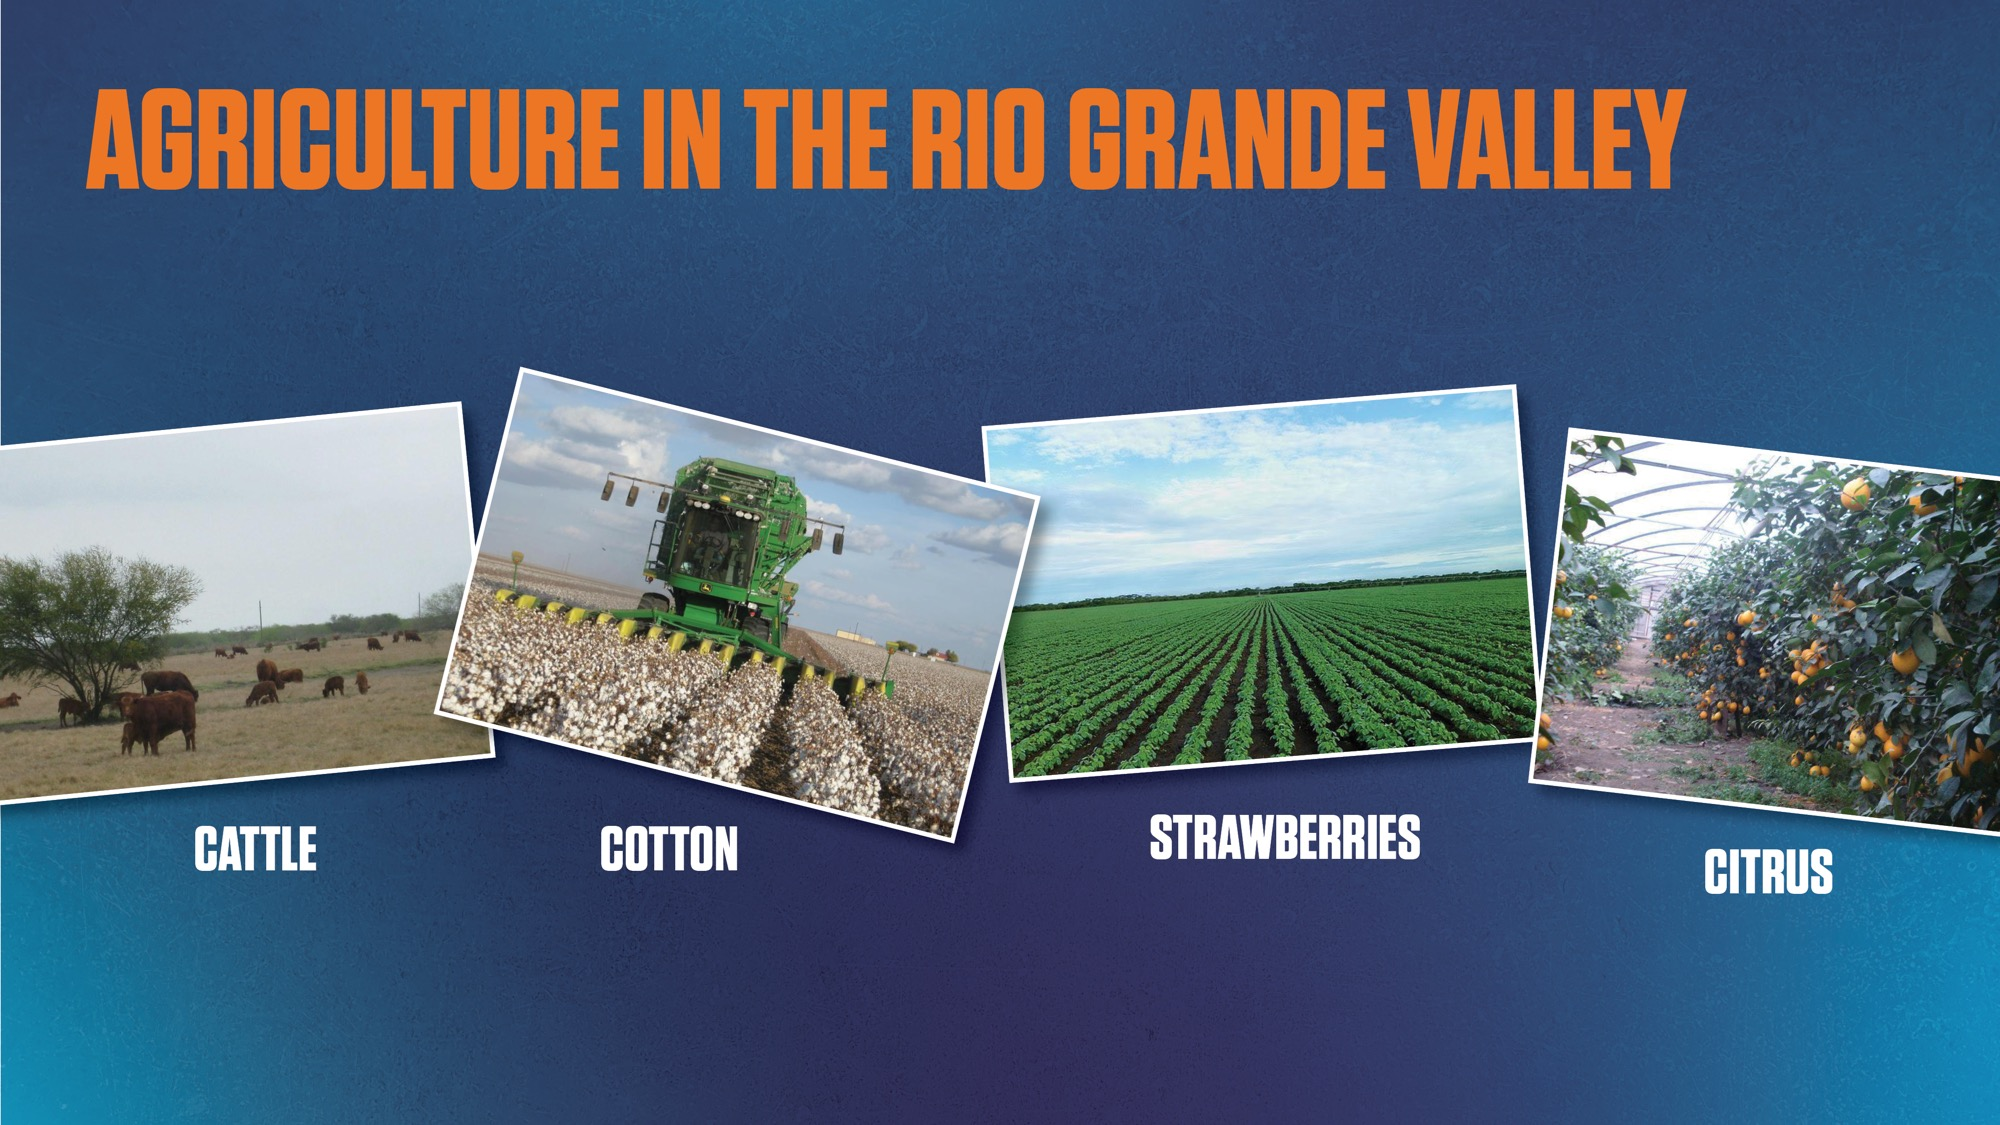 AGRICULTURE IN THE RIO GRANDE VALLEY
CATTLE
COTTON
STRAWBERRIES
CITRUS